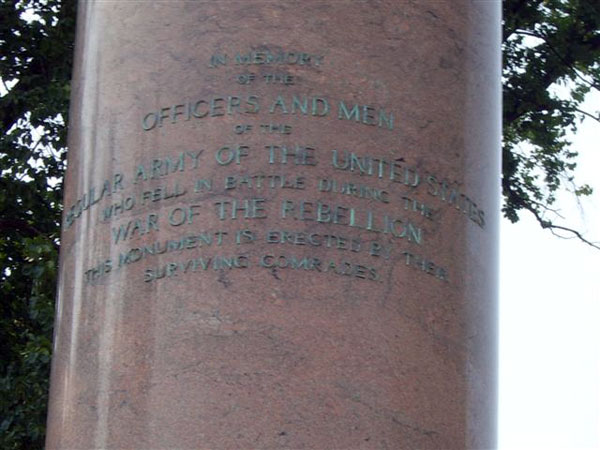 IN MEMORY
OF THE
OFFICERS AND MEN
OF THE
REGULAR ARMY OF THE UNITED STATES
WHO FELL IN BATTLE DURING THE
WAR OF THE REBELLION
THIS MONUMENT IS ERECTED BY THEIR
SURVIVING COMRADES.